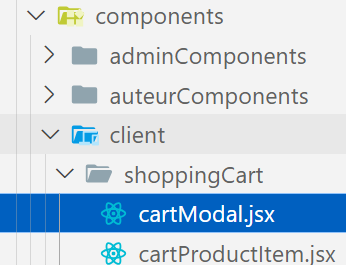 components
adminComponents
auteurComponents
client
shoppingCart
cartModal.jsx
cartProductItem.jsx